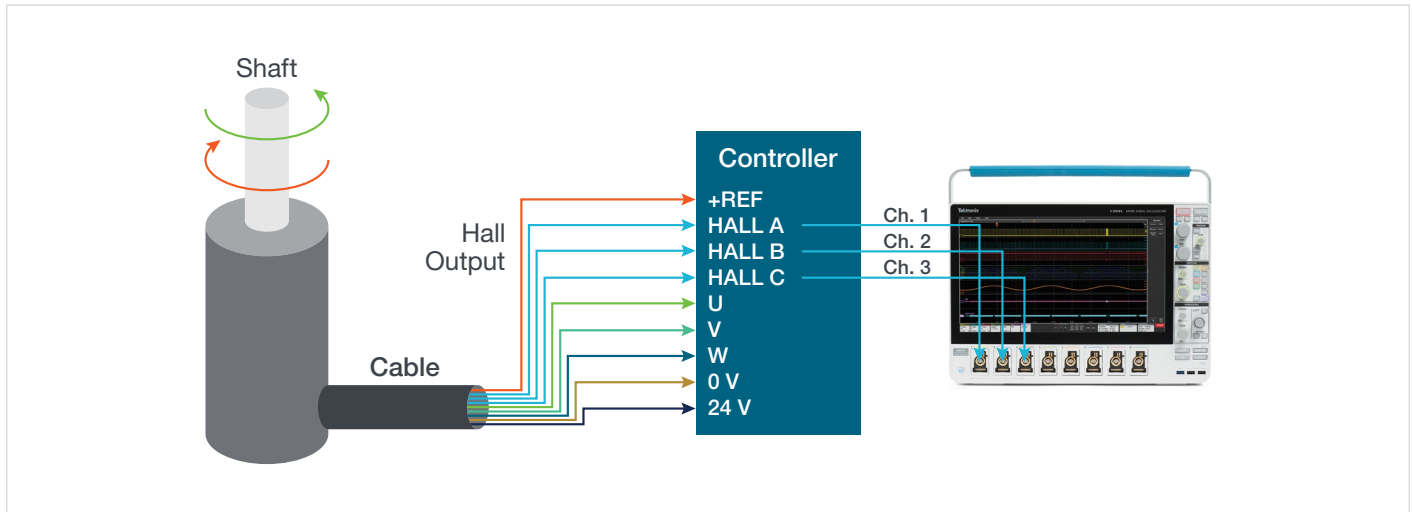 Shaft
Hall
Output
Cable
Controller
+REF
HALL A
HALL B
HALL C
U
V
W
0 V
24 V
Ch. 1
Ch. 2
Ch. 3
Tektronix